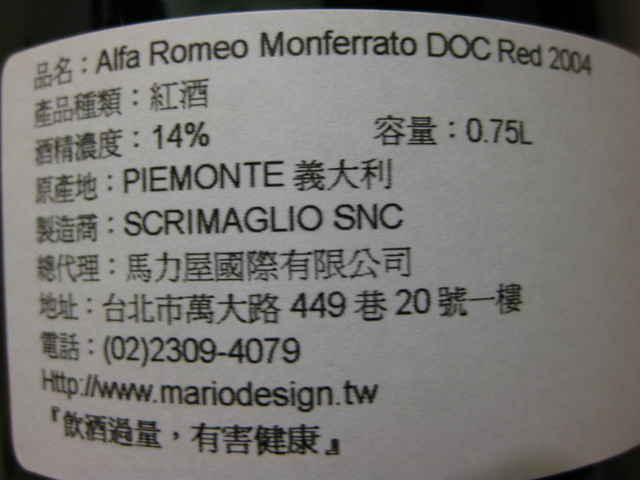 品名：Alfa Romeo Monferrato DOC Red 2004
產品種類：紅酒
酒精濃度：14% 容量：0.75L
原產地：PIEMONTE 義大利
製造商：SCRIMAGLIO SNC
總代理：馬力屋國際有限公司
地址：台北市萬大路 449 巷 20 號一樓
電話：(02)2309-4079
Http://www.mariodesign.tw
『飲酒過量，有害健康』